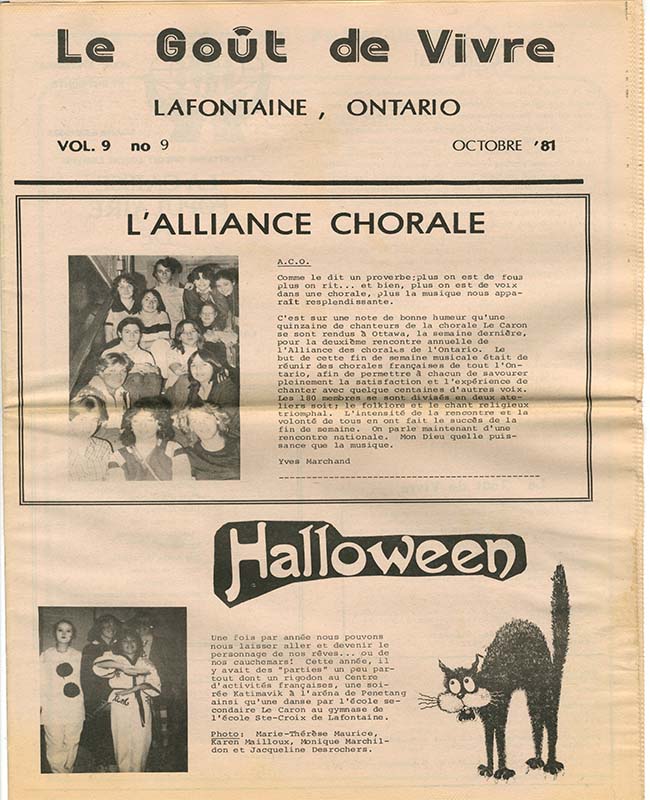 Le Goût de Vivre
LAFONTAINE, ONTARIO
VOL. 9 no 9
OCTOBRE '81
L'ALLIANCE CHORALE
A.C.O.
Comme le dit un proverbe;plus on est de fous
plus on rit... et bien, plus on est de voix
dans une chorale, plus la musique nous appa-
raît resplendissante.
C'est sur une note de bonne humeur qu'une
quinzaine de chanteurs de la chorale Le Caron
se sont rendus à Ottawa, la semaine dernière,
pour la deuxième rencontre annuelle de
l'Alliance des chorales de l'Ontario. Le
but de cette fin de semaine musicale était de
réunir des chorales françaises de tout l'On-
tario, afin de permettre à chacun de savourer
pleinement la satisfaction et l'expérience de
chanter avec quelque centaines d'autres voix.
Les 180 membres se sont divisés en deux ate-
liers soit; le folklore et le chant religieux
triomphal. L'intensité de la rencontre et la
volonté de tous en ont fait le succès de la
fin de semaine. On parle maintenant d'une
rencontre nationale. Mon Dieu quelle puis-
sance que la musique.
Yves Marchand
Halloween
Une fois par année nous pouvons
nous laisser aller et devenir le
personnage de nos rêves... ou de
nos cauchemars! Cette année, il
y avait des "parties" un peu par-
tout dont un rigodon au Centre
d'activités françaises, une soi-
rée Katimavik à l'aréna de Penetang
ainsi qu'une danse par l'école se-
condaire Le Caron au gymnase de
l'école Ste-Croix de Lafontaine.
Photo: Marie-Thérèse Maurice,
Karen Mailloux, Monique Marchil-
don et Jacqueline Desrochers.